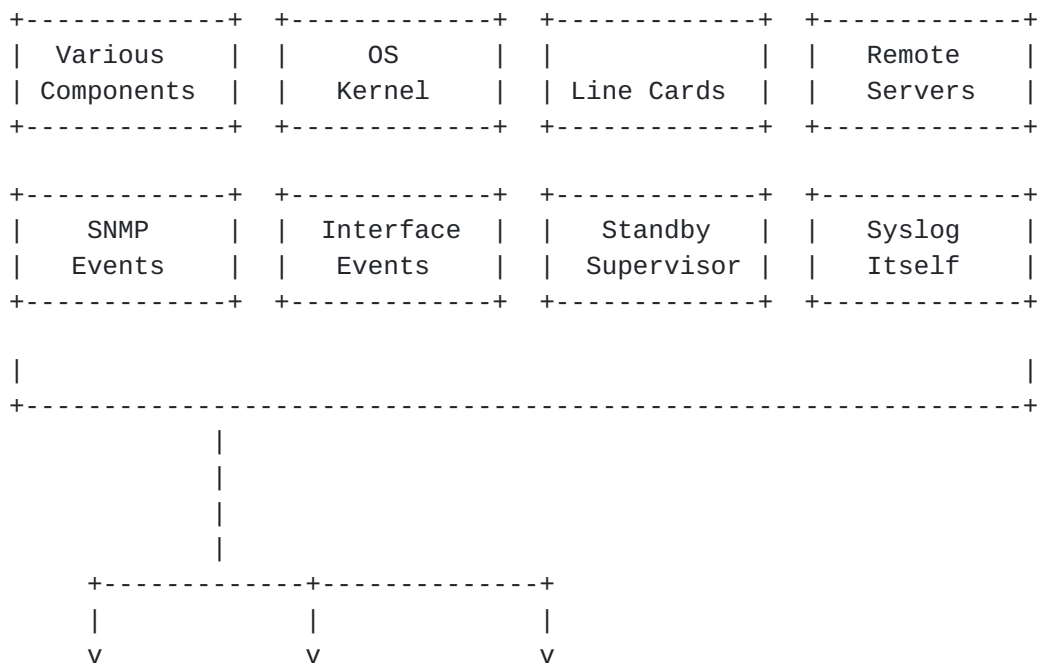 +-------------+  +-------------+  +-------------+  +-------------+
|  Various    |  |     OS      |  |             |  |   Remote    |
| Components  |  |   Kernel    |  | Line Cards  |  |   Servers   |
+-------------+  +-------------+  +-------------+  +-------------+

+-------------+  +-------------+  +-------------+  +-------------+
|    SNMP     |  |  Interface  |  |   Standby   |  |   Syslog    |
|   Events    |  |   Events    |  |  Supervisor |  |   Itself    |
+-------------+  +-------------+  +-------------+  +-------------+

|                                                                |
+----------------------------------------------------------------+
             |
             |
             |
             |
     +-------------+--------------+
     |             |              |
     v             v              v